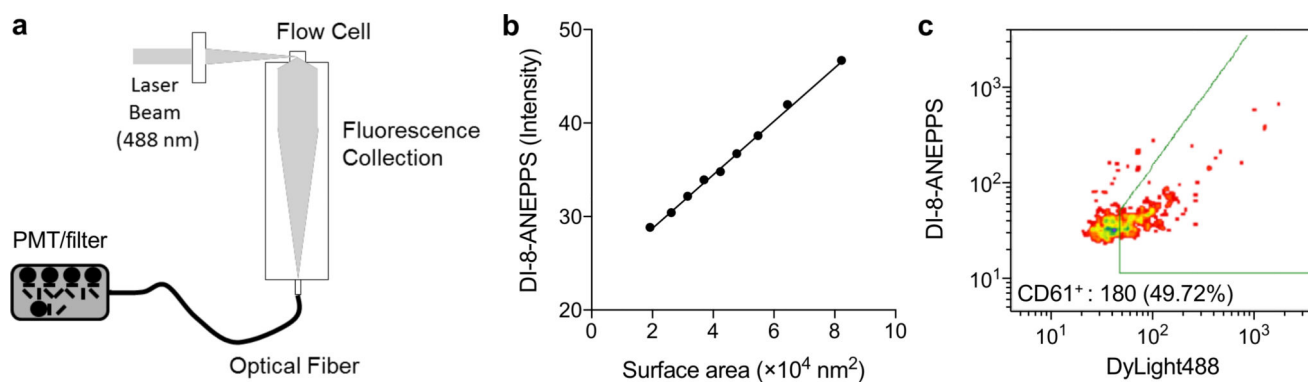 a
Flow Cell
Laser
Beam
(488 nm)
Fluorescence
Collection
PMT/filter
Optical Fiber
b
DI-8-ANEPPS (Intensity)
50
40
30
20
0
2
4
6
8
10
Surface area (×10⁴ nm²)
c
DI-8-ANEPPS
10³
10²
10¹
CD61⁺ : 180 (49.72%)
10¹
10²
10³
DyLight488